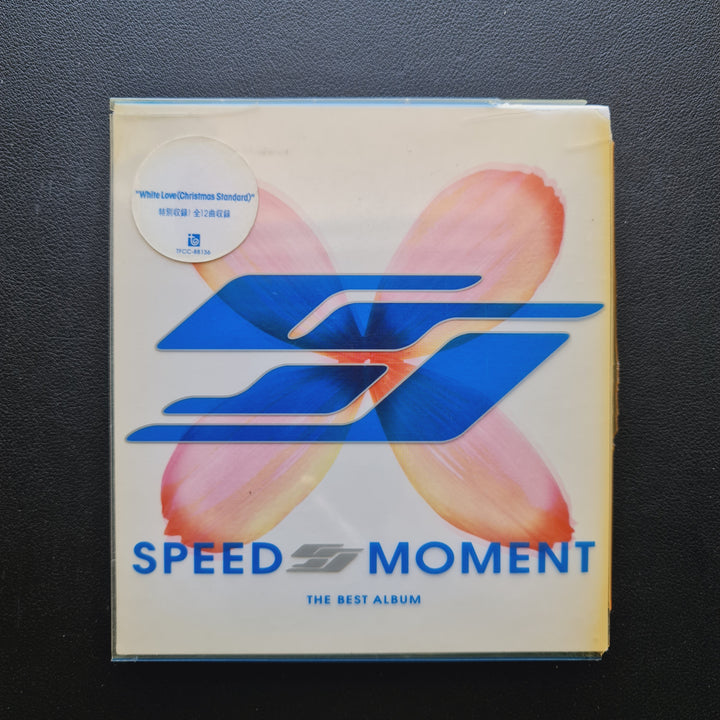 "White Love(Christmas Standard)"
特別収録! 全12曲収録
TFCC-88136
SPEED MOMENT
THE BEST ALBUM